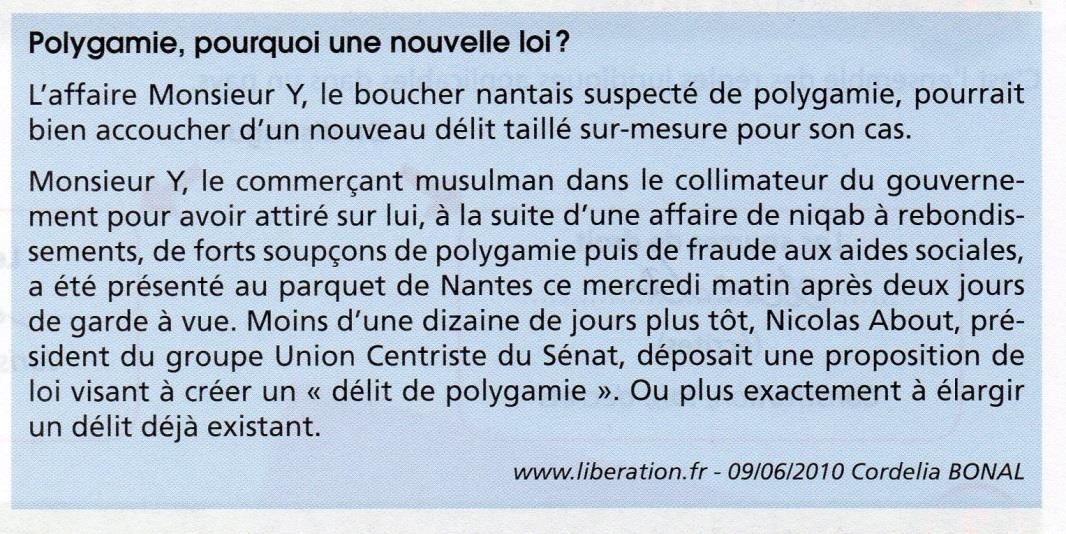 Polygamie, pourquoi une nouvelle loi ?
L'affaire Monsieur Y, le boucher nantais suspecté de polygamie, pourrait
bien accoucher d'un nouveau délit taillé sur-mesure pour son cas.
Monsieur Y, le commerçant musulman dans le collimateur du gouverne-
ment pour avoir attiré sur lui, à la suite d'une affaire de niqab à rebondis-
sements, de forts soupçons de polygamie puis de fraude aux aides sociales,
a été présenté au parquet de Nantes ce mercredi matin après deux jours
de garde à vue. Moins d'une dizaine de jours plus tôt, Nicolas About, pré-
sident du groupe Union Centriste du Sénat, déposait une proposition de
loi visant à créer un « délit de polygamie ». Ou plus exactement à élargir
un délit déjà existant.
www.liberation.fr - 09/06/2010 Cordelia BONAL